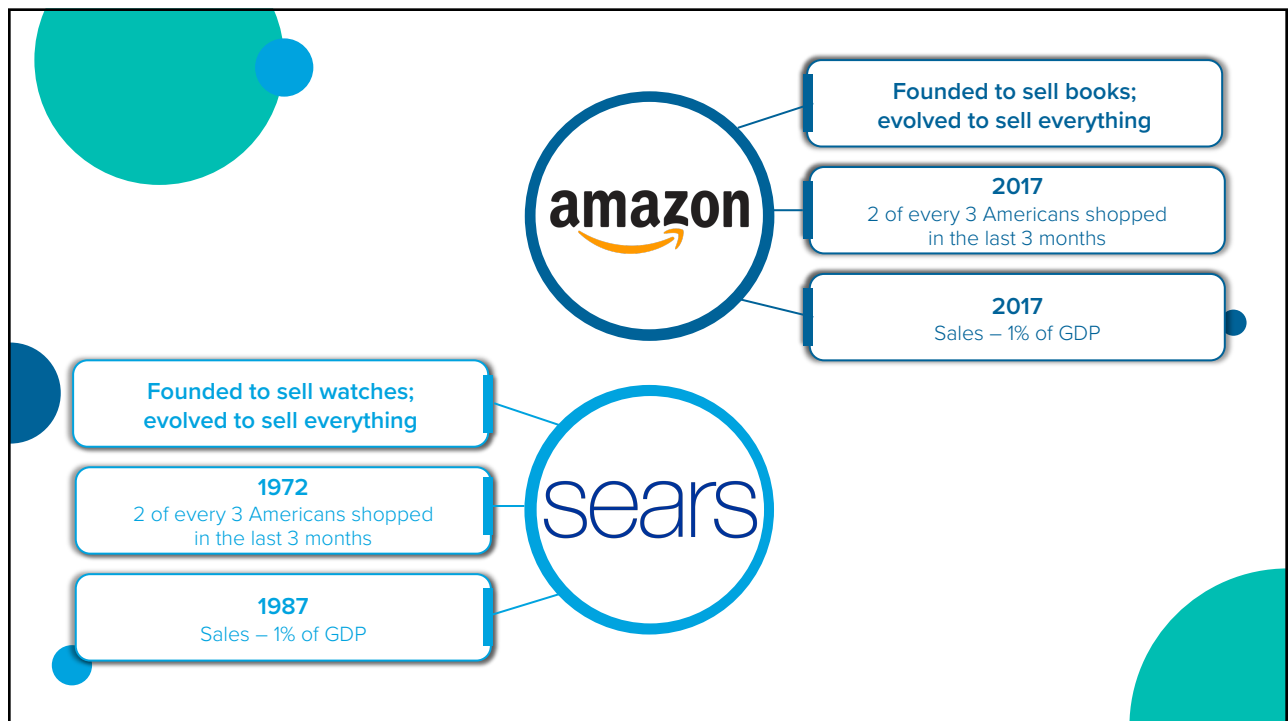 amazon
Founded to sell books;
evolved to sell everything
2017
2 of every 3 Americans shopped
in the last 3 months
2017
Sales – 1% of GDP
Founded to sell watches;
evolved to sell everything
1972
2 of every 3 Americans shopped
in the last 3 months
1987
Sales – 1% of GDP
sears